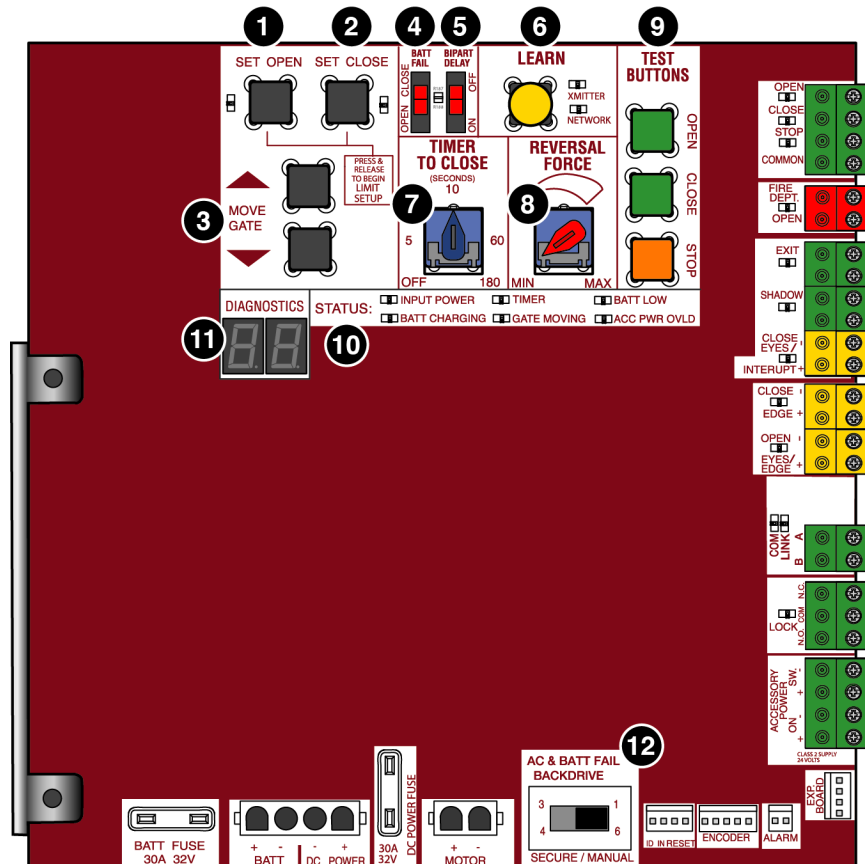 1
2
4
5
6
9
SET OPEN
SET CLOSE
BATT FAIL
BIPART DELAY
OPEN CLOSE
ON OFF
R187
R188
LEARN
XMITTER
NETWORK
TEST BUTTONS
OPEN
CLOSE
STOP
PRESS &
RELEASE
TO BEGIN
LIMIT
SETUP
3
MOVE
GATE
TIMER
TO CLOSE
(SECONDS)
10
7
5
60
OFF
180
REVERSAL
FORCE
8
MIN
MAX
11
DIAGNOSTICS
88
10
STATUS:
INPUT POWER
TIMER
BATT LOW
BATT CHARGING
GATE MOVING
ACC PWR OVLD
OPEN
CLOSE
STOP
COMMON
FIRE
DEPT.
OPEN
EXIT
SHADOW
CLOSE -
EYES/
INTERUPT +
CLOSE -
EDGE +
OPEN -
EYES/
EDGE +
COM LINK
A
B
LOCK
N.C.
COM
N.O.
ACCESSORY POWER
SW.
ON
- + - +
CLASS 2 SUPPLY
24 VOLTS
EXP. BOARD
12
AC & BATT FAIL
BACKDRIVE
3
1
4
6
SECURE / MANUAL
BATT FUSE
30A 32V
+ - - +
BATT
DC POWER
DC POWER FUSE
30A
32V
+ -
MOTOR
ID IN RESET
ENCODER
ALARM